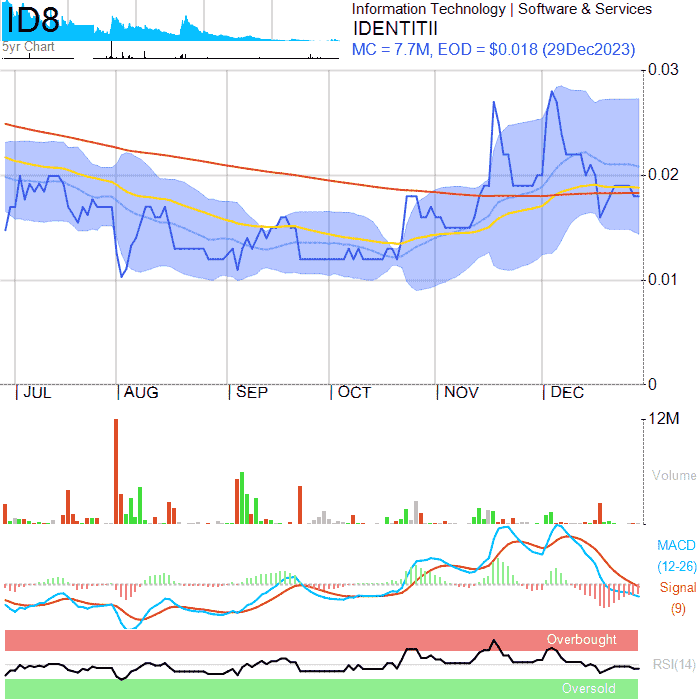 ID8
5yr Chart
Information Technology | Software & Services
IDENTITII
MC = 7.7M, EOD = $0.018 (29Dec2023)
0.03
0.02
0.01
0
| JUL | AUG | SEP | OCT | NOV | DEC
12M
Volume
MACD
(12-26)
Signal
(9)
Overbought
RSI(14)
Oversold